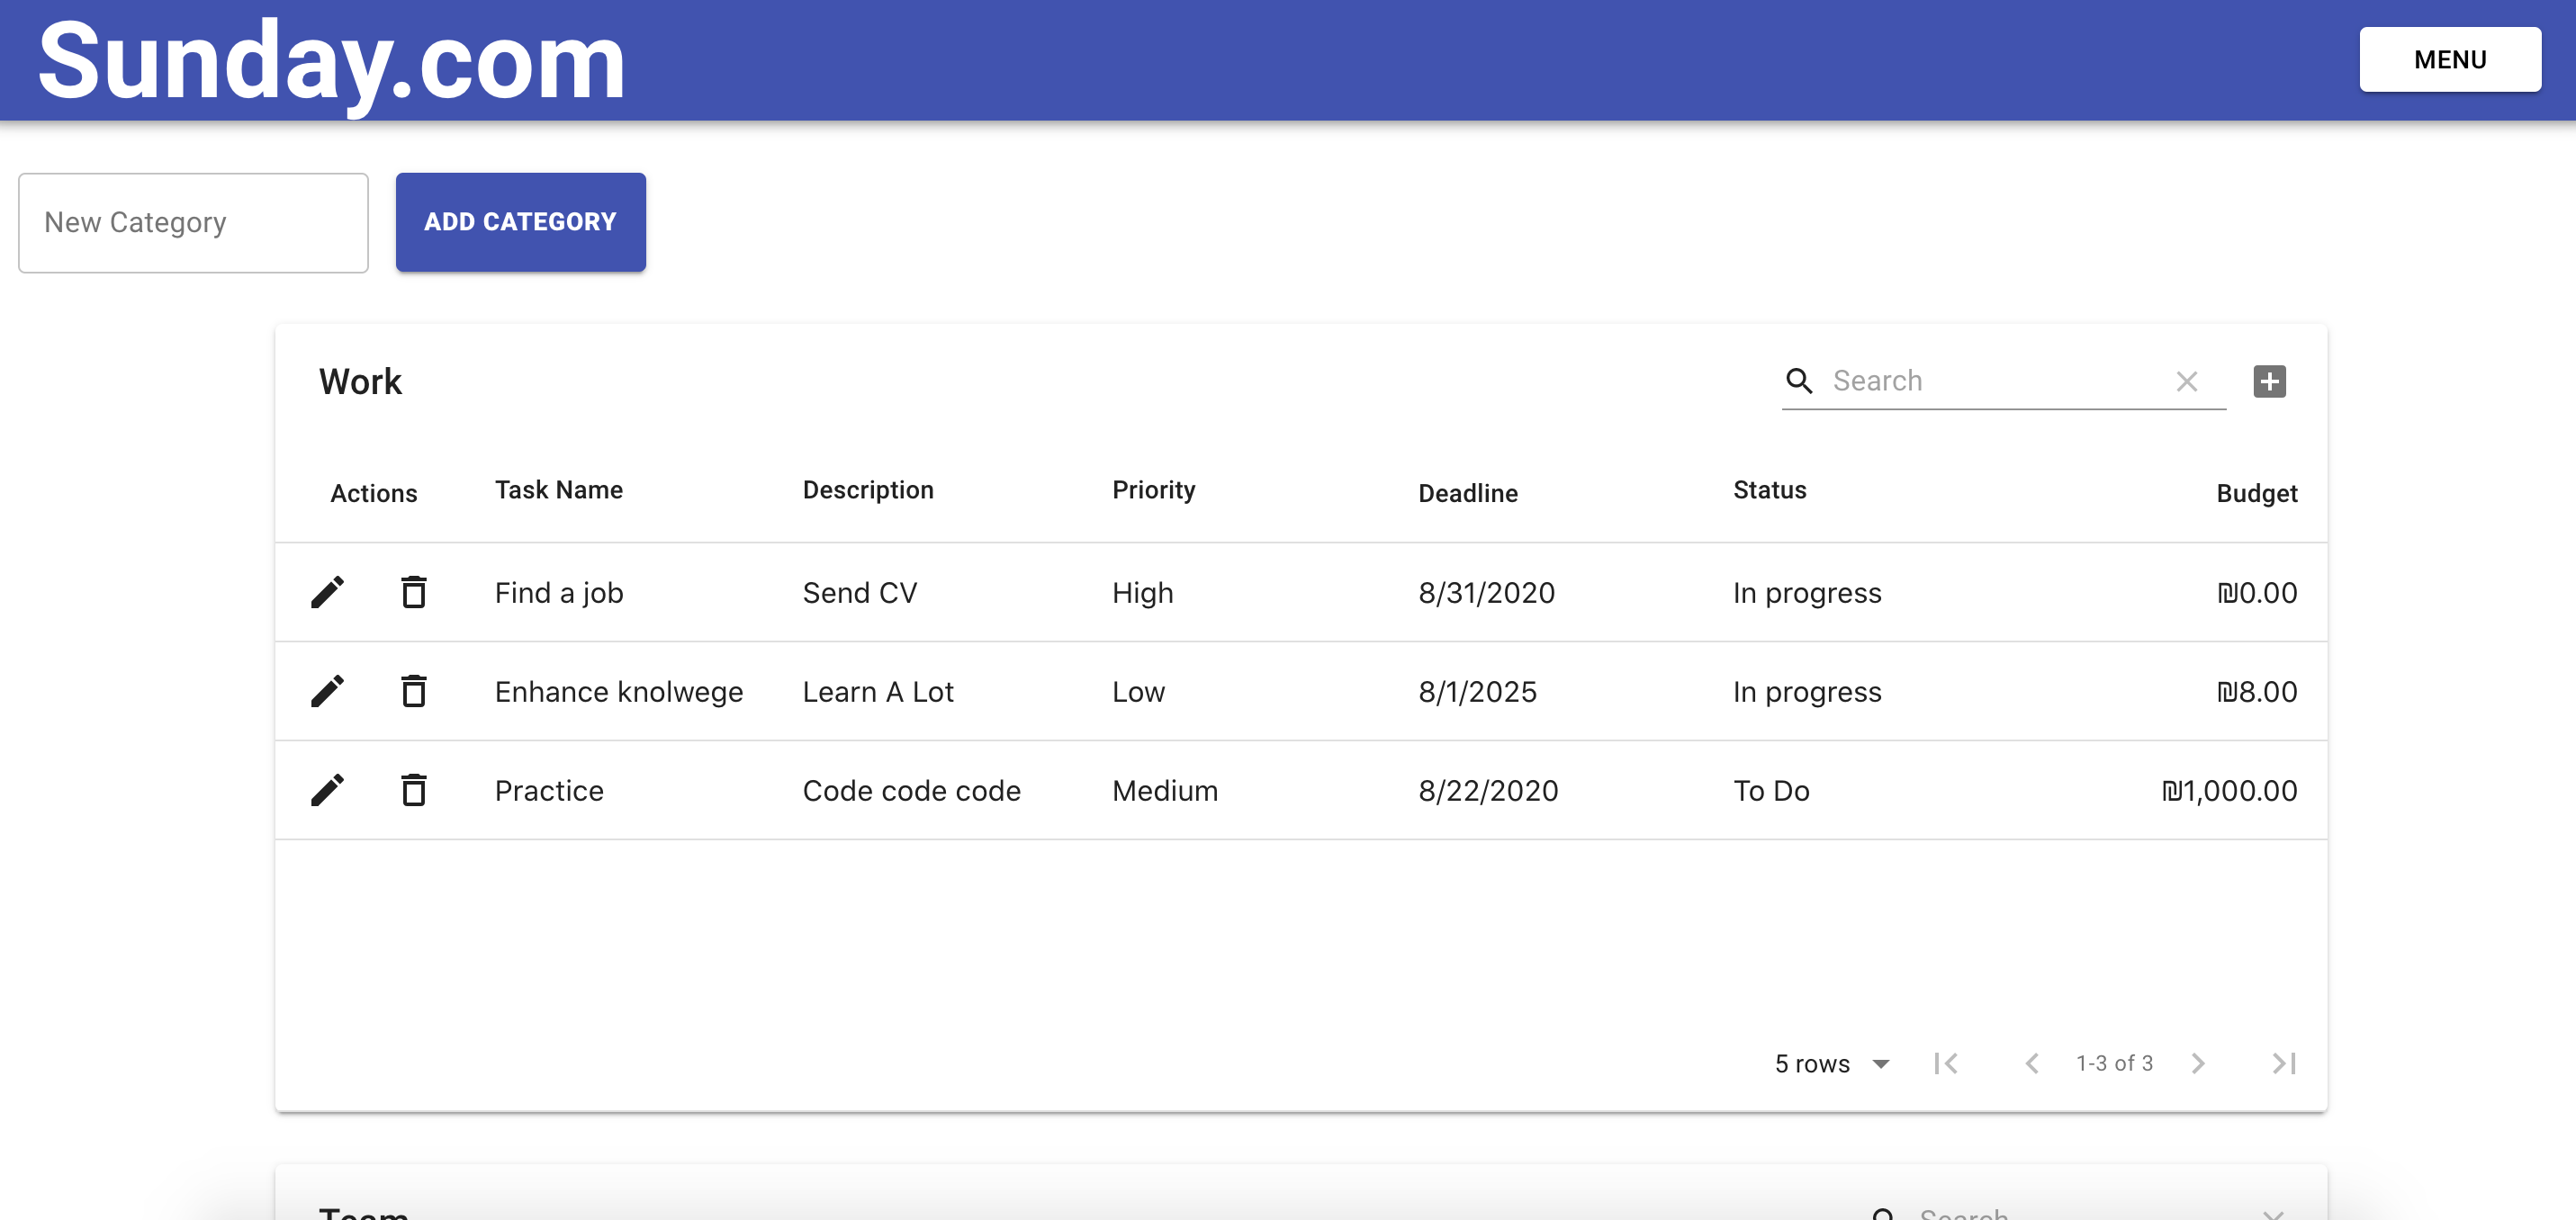 Sunday.com
MENU
New Category
ADD CATEGORY
Work
Search
Actions Task Name Description Priority Deadline Status Budget
Find a job Send CV High 8/31/2020 In progress ₪0.00
Enhance knolwege Learn A Lot Low 8/1/2025 In progress ₪8.00
Practice Code code code Medium 8/22/2020 To Do ₪1,000.00
5 rows 1-3 of 3
Team Search